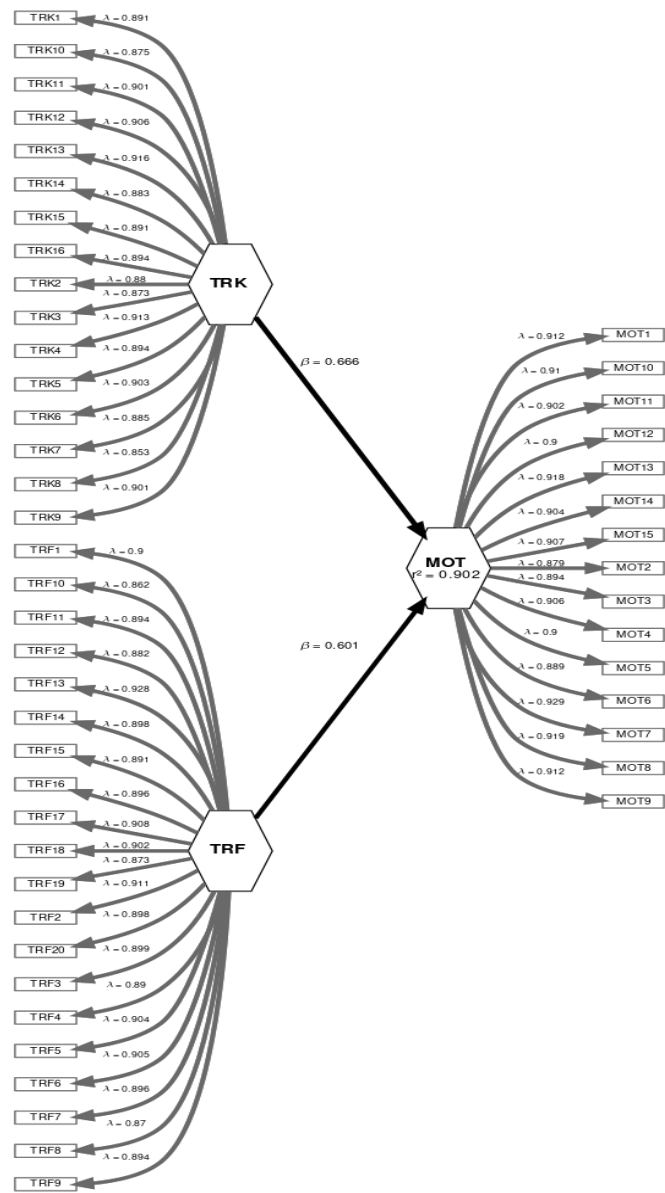 TRK1
λ = 0.891
TRK10
λ = 0.875
TRK11
λ = 0.901
TRK12
λ = 0.906
TRK13
λ = 0.916
TRK14
λ = 0.883
TRK15
λ = 0.891
TRK16
λ = 0.894
TRK2
λ = 0.88
λ = 0.873
TRK3
λ = 0.913
TRK4
λ = 0.894
TRK5
λ = 0.903
TRK6
λ = 0.885
TRK7
λ = 0.853
TRK8
λ = 0.901
TRK9
TRK
β = 0.666
TRF1
λ = 0.9
TRF10
λ = 0.862
TRF11
λ = 0.894
TRF12
λ = 0.882
TRF13
λ = 0.928
TRF14
λ = 0.898
TRF15
λ = 0.891
TRF16
λ = 0.896
TRF17
λ = 0.908
TRF18
λ = 0.902
λ = 0.873
TRF19
λ = 0.911
TRF2
λ = 0.898
TRF20
λ = 0.899
TRF3
λ = 0.89
TRF4
λ = 0.904
TRF5
λ = 0.905
TRF6
λ = 0.896
TRF7
λ = 0.87
TRF8
λ = 0.894
TRF9
TRF
β = 0.601
MOT
r² = 0.902
λ = 0.912
MOT1
λ = 0.91
MOT10
λ = 0.902
MOT11
λ = 0.9
MOT12
λ = 0.918
MOT13
λ = 0.904
MOT14
λ = 0.907
MOT15
λ = 0.879
MOT2
λ = 0.894
MOT3
λ = 0.906
MOT4
λ = 0.9
MOT5
λ = 0.889
MOT6
λ = 0.929
MOT7
λ = 0.919
MOT8
λ = 0.912
MOT9